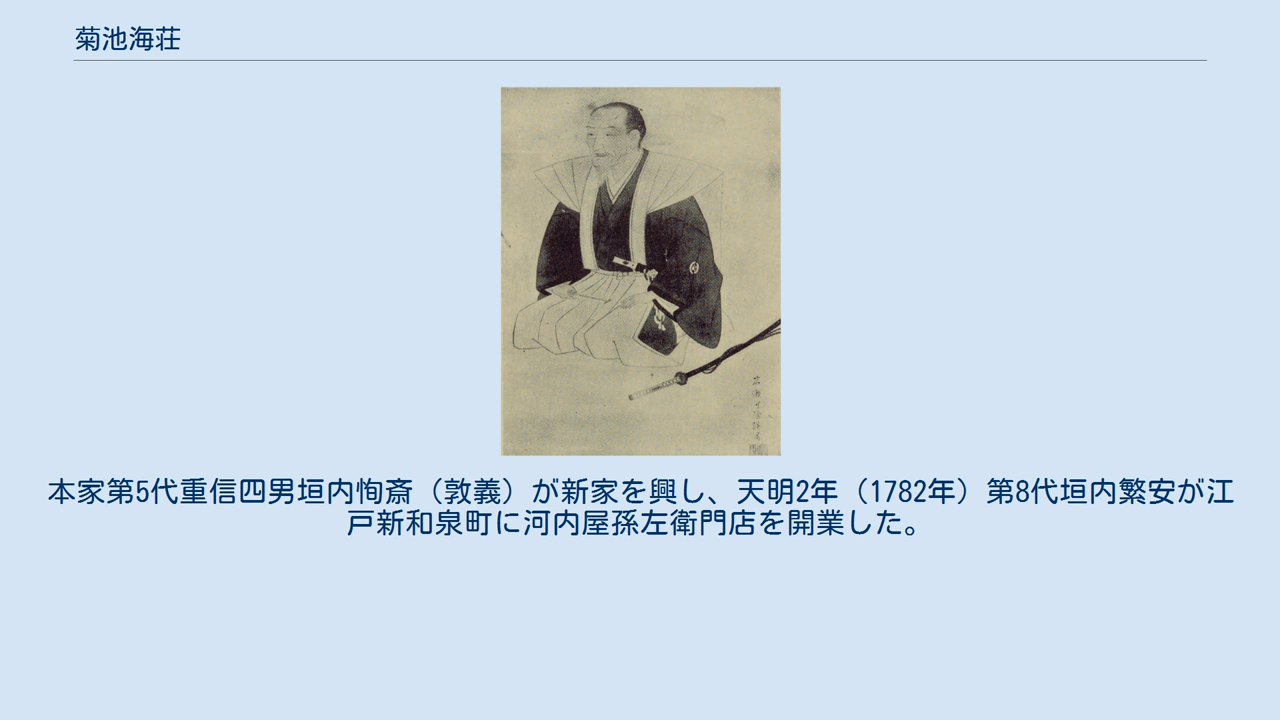 菊池海荘
本家第5代重信四男垣内恂斎（敦義）が新家を興し、天明2年（1782年）第8代垣内繁安が江
戸新和泉町に河内屋孫左衛門店を開業した。